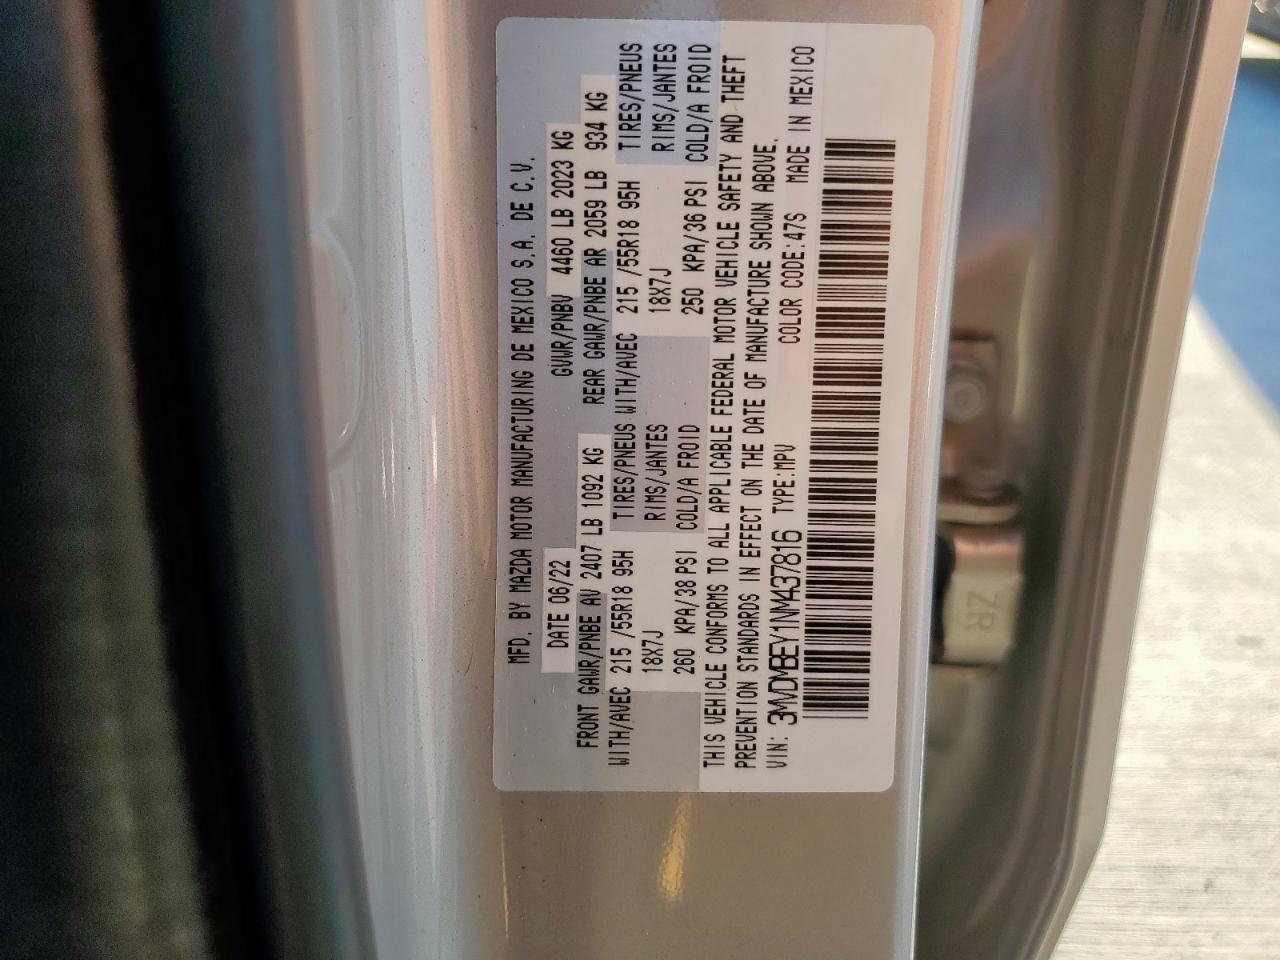 MFD. BY MAZDA MOTOR MANUFACTURING DE MEXICO S.A. DE C.V.
DATE 06/22 GVWR/PNBV 4460 LB 2023 KG
FRONT GAWR/PNBE AV 2407 LB 1092 KG REAR GAWR/PNBE AR 2059 LB 934 KG
WITH/AVEC 215 /55R18 95H TIRES/PNEUS WITH/AVEC 215 /55R18 95H TIRES/PNEUS
18X7J RIMS/JANTES 18X7J RIMS/JANTES
260 KPA/38 PSI COLD/A FROID 250 KPA/36 PSI COLD/A FROID
THIS VEHICLE CONFORMS TO ALL APPLICABLE FEDERAL MOTOR VEHICLE SAFETY AND THEFT
PREVENTION STANDARDS IN EFFECT ON THE DATE OF MANUFACTURE SHOWN ABOVE.
VIN: 3MVDMBEY1NM437816 TYPE:MPV COLOR CODE:47S MADE IN MEXICO
ZR